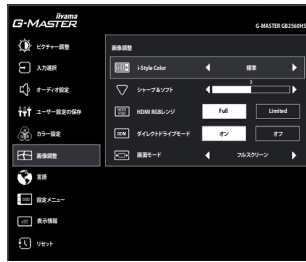 iiyama
G-MASTER
G-MASTER GB2560HS
ピクチャー調整
入力選択
オーディオ設定
ユーザー設定の保存
カラー設定
画像調整
言語
設定メニュー
表示情報
リセット
画像調整
i-Style Color
標準
シャープ&ソフト
3
HDMI RGBレンジ
Full
Limited
DDM
ダイレクトドライブモード
オン
オフ
画面モード
フルスクリーン